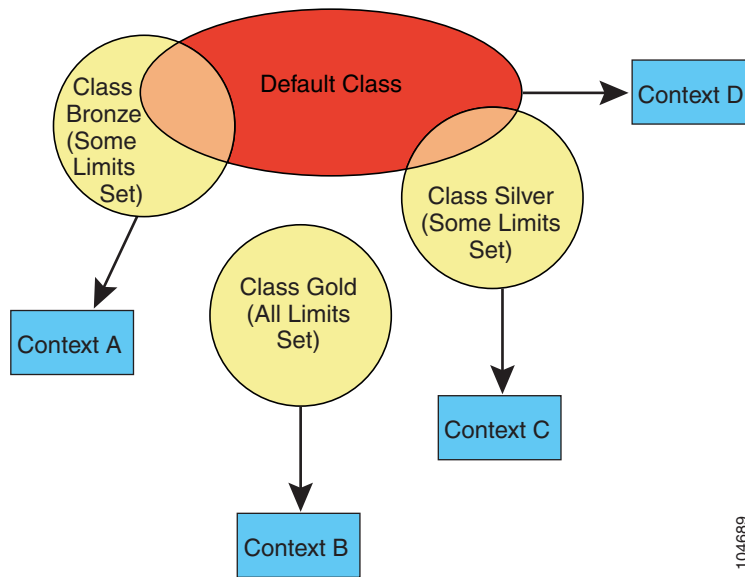 Default Class
Class
Bronze
(Some
Limits
Set)
Context D
Class Silver
(Some Limits
Set)
Class Gold
(All Limits
Set)
Context A
Context C
Context B
104689